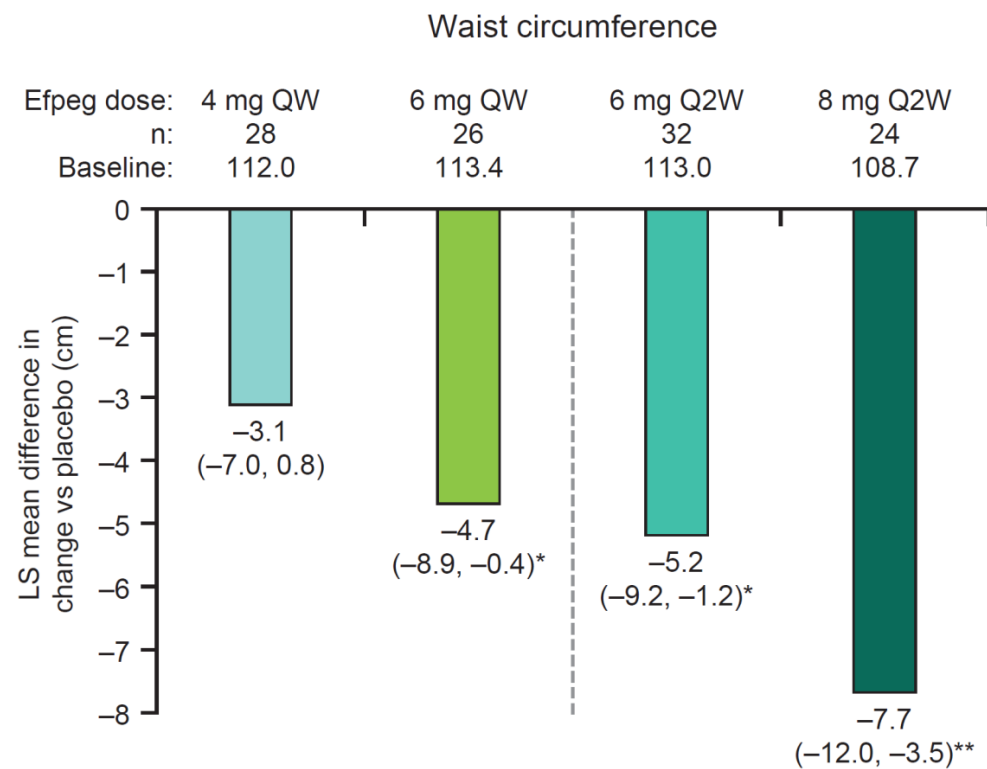 Waist circumference
Efpeg dose: 4 mg QW 6 mg QW 6 mg Q2W 8 mg Q2W
n: 28 26 32 24
Baseline: 112.0 113.4 113.0 108.7
LS mean difference in
change vs placebo (cm)
0
–1
–2
–3
–4
–5
–6
–7
–8
–3.1
(–7.0, 0.8)
–4.7
(–8.9, –0.4)*
–5.2
(–9.2, –1.2)*
–7.7
(–12.0, –3.5)**